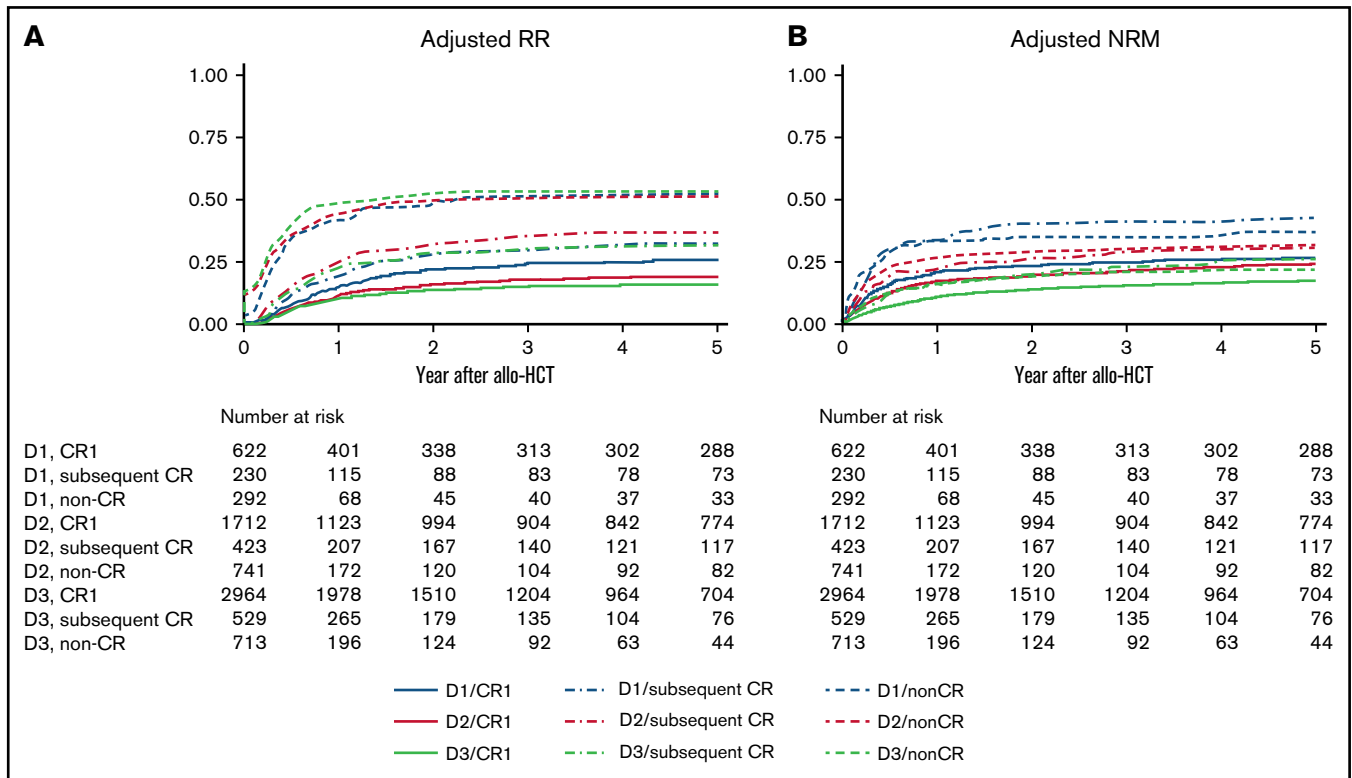 A
Adjusted RR
1.00
0.75
0.50
0.25
0.00
0 1 2 3 4 5
Year after allo-HCT
B
Adjusted NRM
1.00
0.75
0.50
0.25
0.00
0 1 2 3 4 5
Year after allo-HCT
Number at risk Number at risk
D1, CR1 622 401 338 313 302 288 622 401 338 313 302 288
D1, subsequent CR 230 115 88 83 78 73 230 115 88 83 78 73
D1, non-CR 292 68 45 40 37 33 292 68 45 40 37 33
D2, CR1 1712 1123 994 904 842 774 1712 1123 994 904 842 774
D2, subsequent CR 423 207 167 140 121 117 423 207 167 140 121 117
D2, non-CR 741 172 120 104 92 82 741 172 120 104 92 82
D3, CR1 2964 1978 1510 1204 964 704 2964 1978 1510 1204 964 704
D3, subsequent CR 529 265 179 135 104 76 529 265 179 135 104 76
D3, non-CR 713 196 124 92 63 44 713 196 124 92 63 44
D1/CR1 D1/subsequent CR D1/nonCR
D2/CR1 D2/subsequent CR D2/nonCR
D3/CR1 D3/subsequent CR D3/nonCR